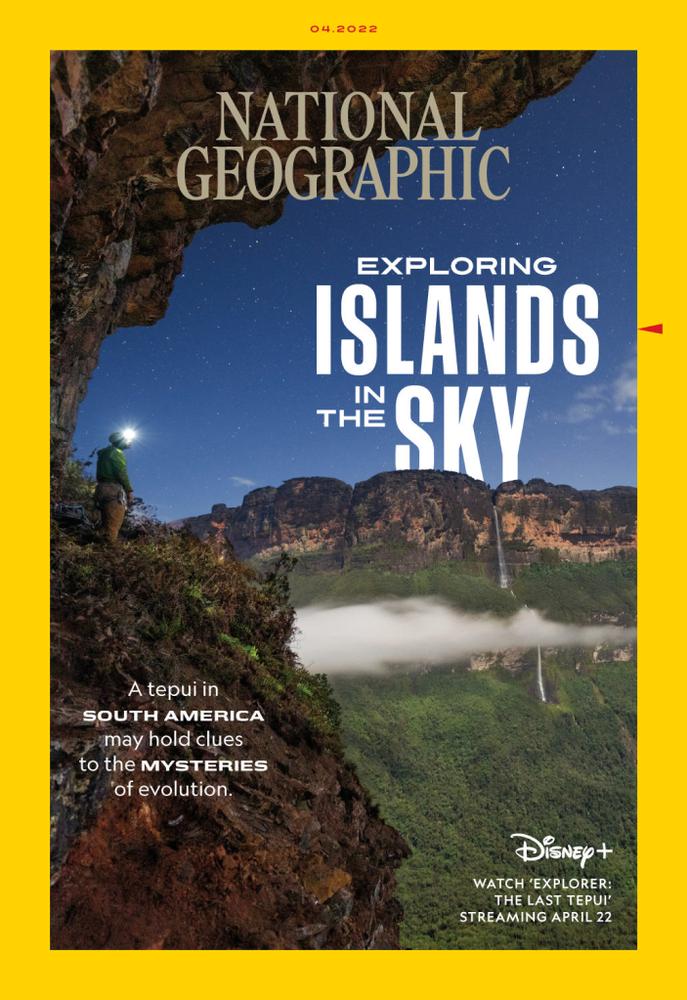 04.2022
NATIONAL
GEOGRAPHIC
EXPLORING
ISLANDS
IN
THE SKY
A tepui in
SOUTH AMERICA
may hold clues
to the MYSTERIES
of evolution.
Disney+
WATCH ‘EXPLORER:
THE LAST TEPUI’
STREAMING APRIL 22